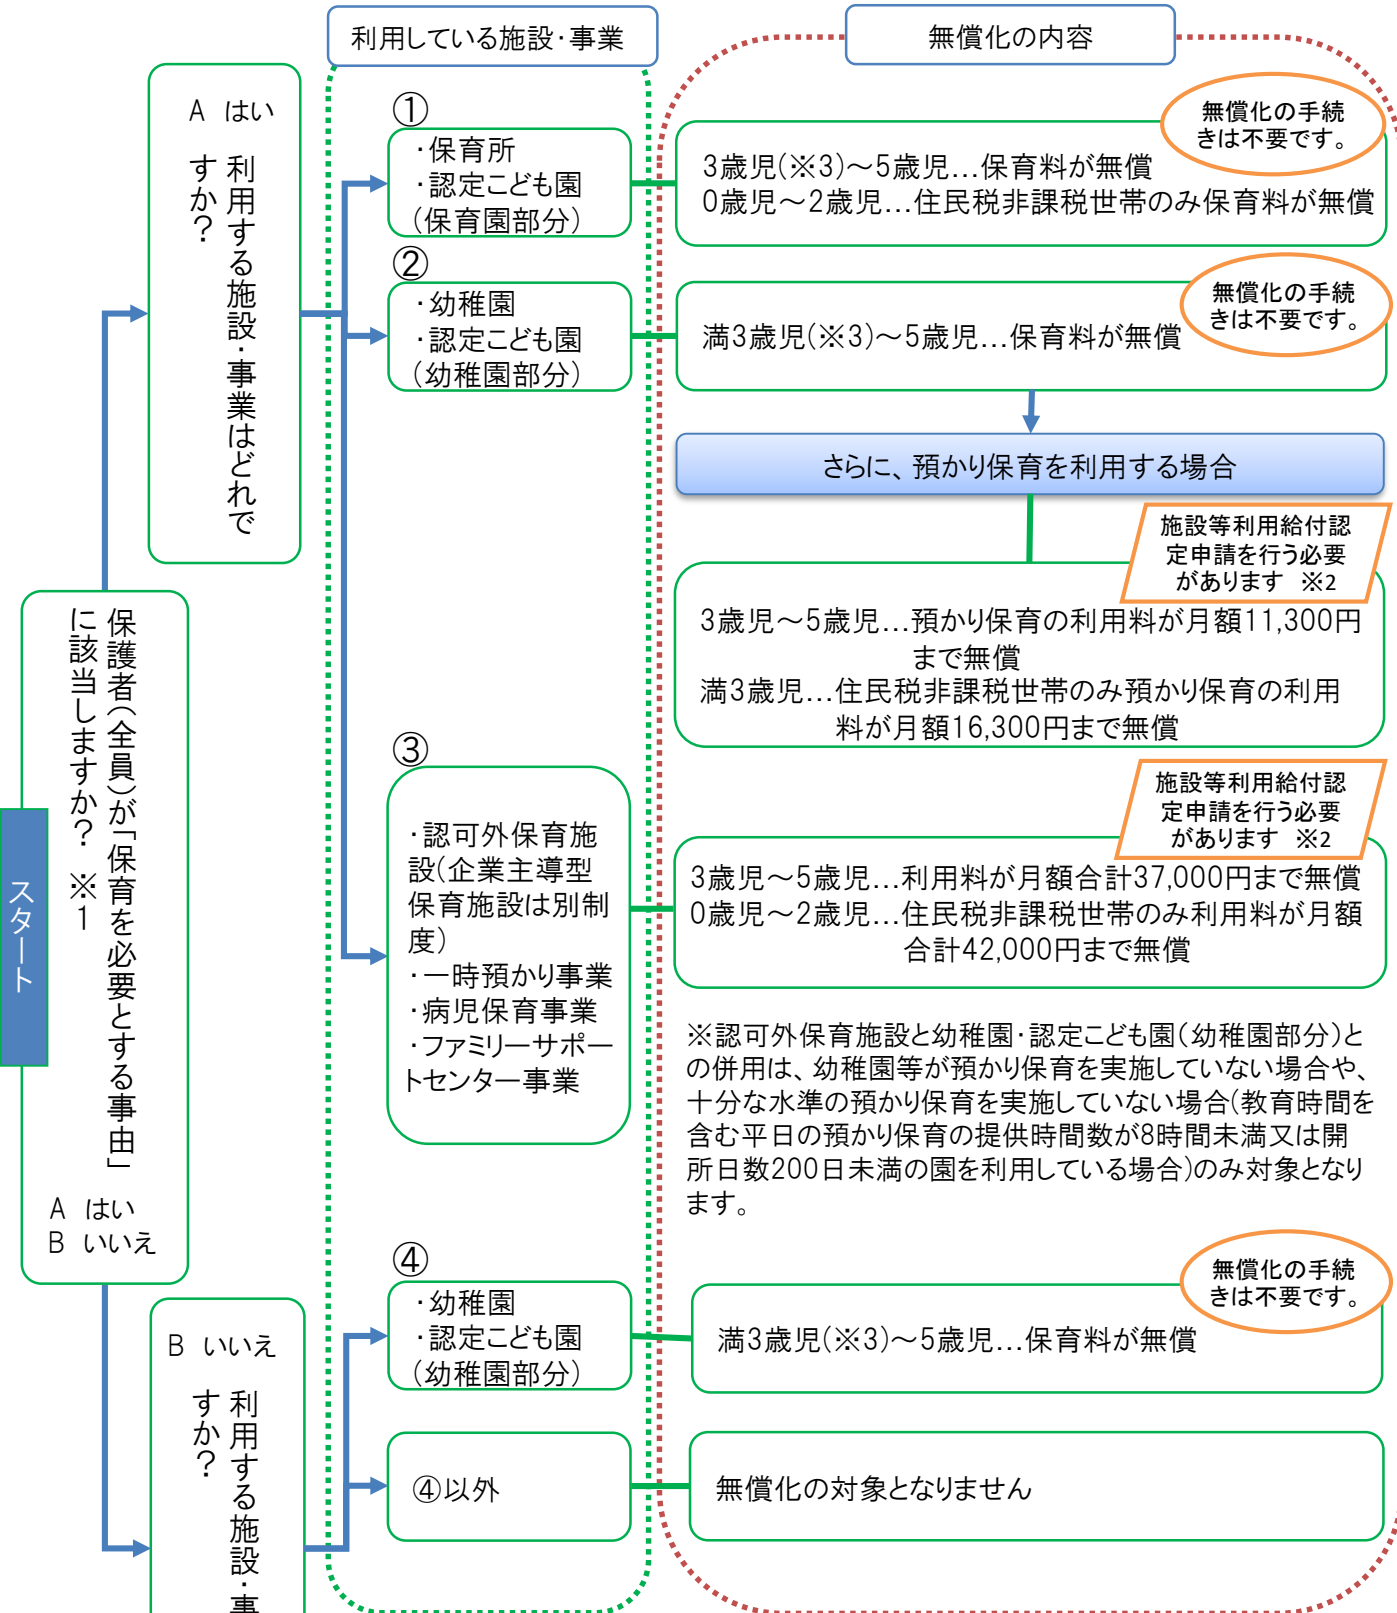 利用している施設・事業
無償化の内容
スタート
保護者（全員）が「保育を必要とする事由」
に該当しますか？ ※1
A はい
B いいえ
A はい
利用する施設・事業はどれで
すか？
①
・保育所
・認定こども園
（保育園部分）
無償化の手続
きは不要です。
3歳児(※3)～5歳児…保育料が無償
0歳児～2歳児…住民税非課税世帯のみ保育料が無償
②
・幼稚園
・認定こども園
（幼稚園部分）
無償化の手続
きは不要です。
満3歳児(※3)～5歳児…保育料が無償
さらに、預かり保育を利用する場合
施設等利用給付認
定申請を行う必要
があります ※2
3歳児～5歳児…預かり保育の利用料が月額11,300円
まで無償
満3歳児…住民税非課税世帯のみ預かり保育の利用
料が月額16,300円まで無償
③
・認可外保育施
設(企業主導型
保育施設は別制
度)
・一時預かり事業
・病児保育事業
・ファミリーサポー
トセンター事業
施設等利用給付認
定申請を行う必要
があります ※2
3歳児～5歳児…利用料が月額合計37,000円まで無償
0歳児～2歳児…住民税非課税世帯のみ利用料が月額
合計42,000円まで無償
※認可外保育施設と幼稚園・認定こども園（幼稚園部分）と
の併用は、幼稚園等が預かり保育を実施していない場合や、
十分な水準の預かり保育を実施していない場合(教育時間を
含む平日の預かり保育の提供時間数が8時間未満又は開
所日数200日未満の園を利用している場合)のみ対象となり
ます。
B いいえ
利用する施設・事
すか？
④
・幼稚園
・認定こども園
（幼稚園部分）
無償化の手続
きは不要です。
満3歳児(※3)～5歳児…保育料が無償
④以外
無償化の対象となりません